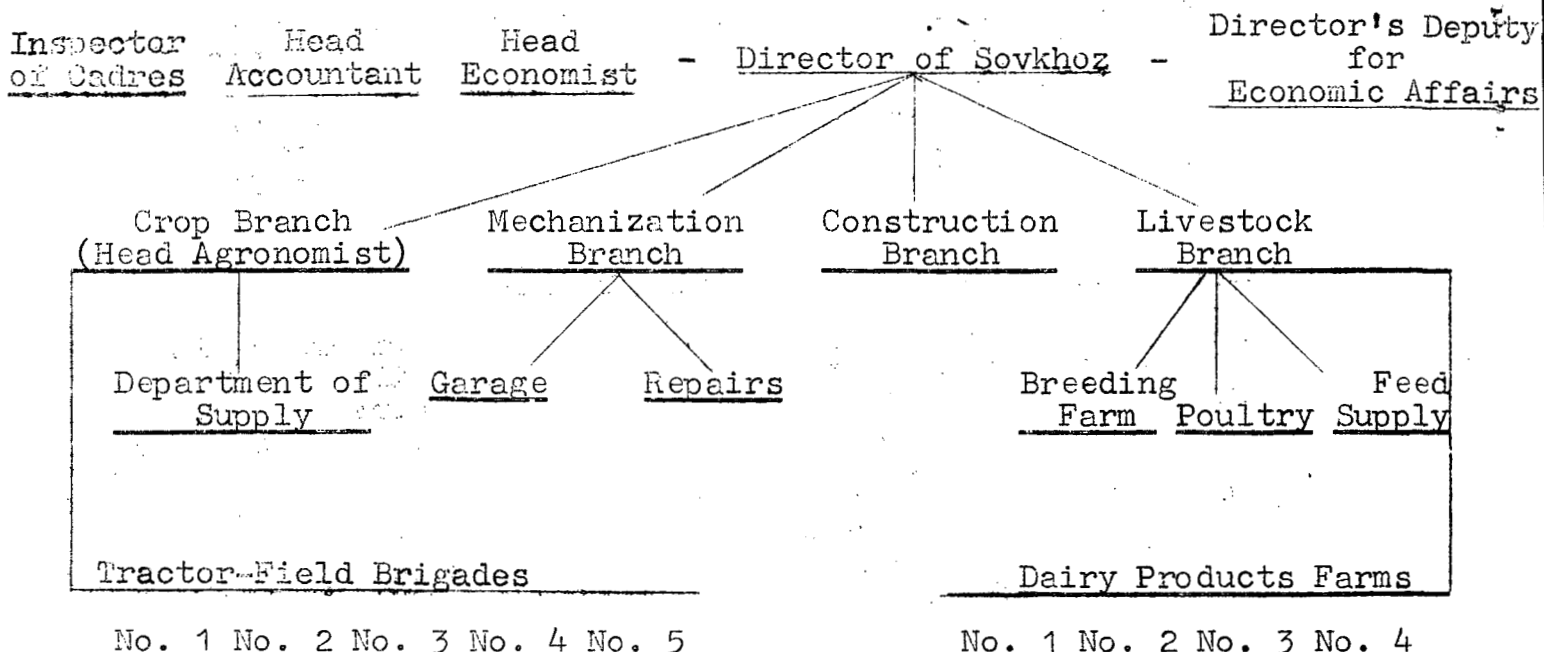 Inspector of Cadres
Head Accountant
Head Economist
- Director of Sovkhoz -
Director's Deputy
for
Economic Affairs
Crop Branch
(Head Agronomist)
Mechanization
Branch
Construction
Branch
Livestock
Branch
Department of
Supply
Garage
Repairs
Breeding
Farm
Poultry
Feed
Supply
Tractor-Field Brigades
Dairy Products Farms
No. 1 No. 2 No. 3 No. 4 No. 5
No. 1 No. 2 No. 3 No. 4